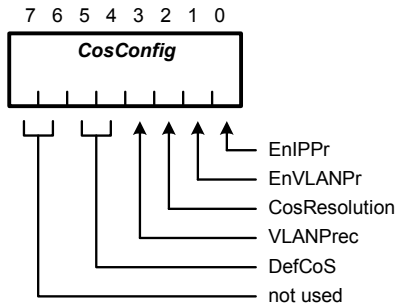 7 6 5 4 3 2 1 0
CosConfig
EnIPPr
EnVLANPr
CosResolution
VLANPrec
DefCoS
not used